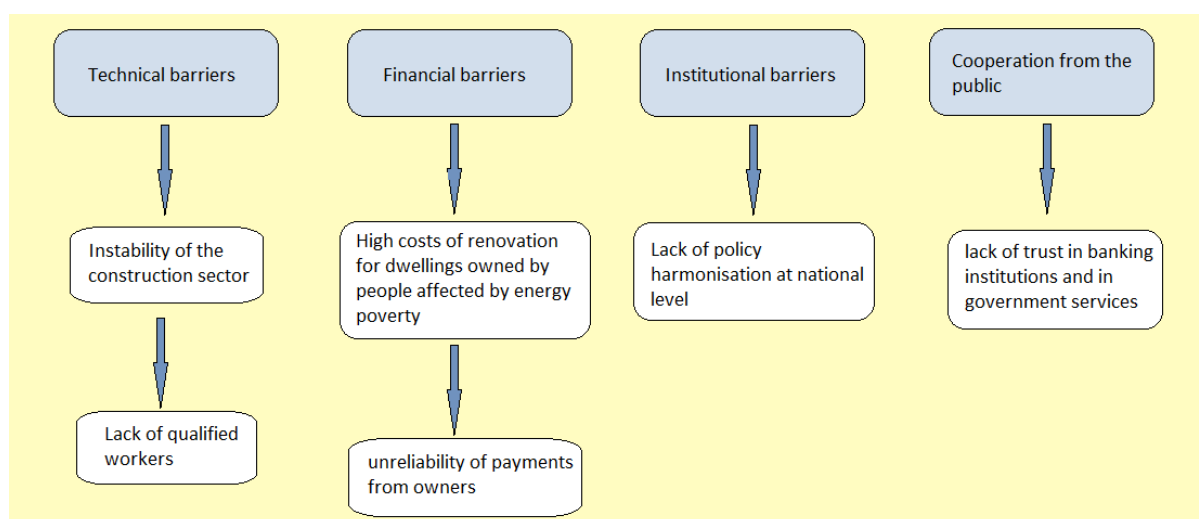 Technical barriers
Financial barriers
Institutional barriers
Cooperation from the
public
Instability of the
construction sector
High costs of renovation
for dwellings owned by
people affected by energy
poverty
Lack of policy
harmonisation at national
level
lack of trust in banking
institutions and in
government services
Lack of qualified
workers
unreliability of payments
from owners